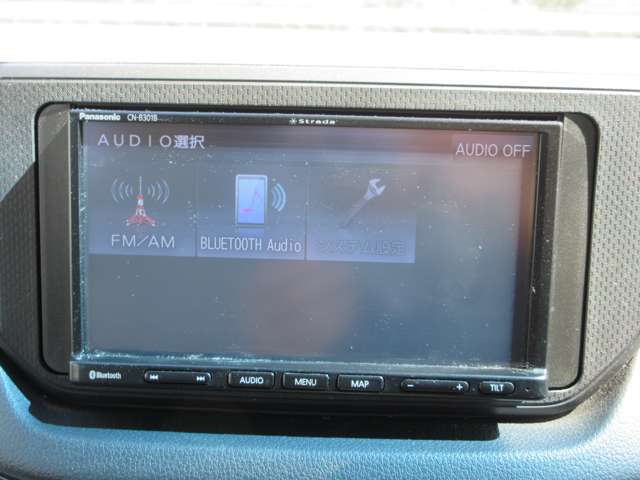 Panasonic CN-B301B
Strada
AUDIO選択
AUDIO OFF
FM/AM
BLUETOOTH Audio
システム設定
Bluetooth
AUDIO
MENU
MAP
− +
TILT